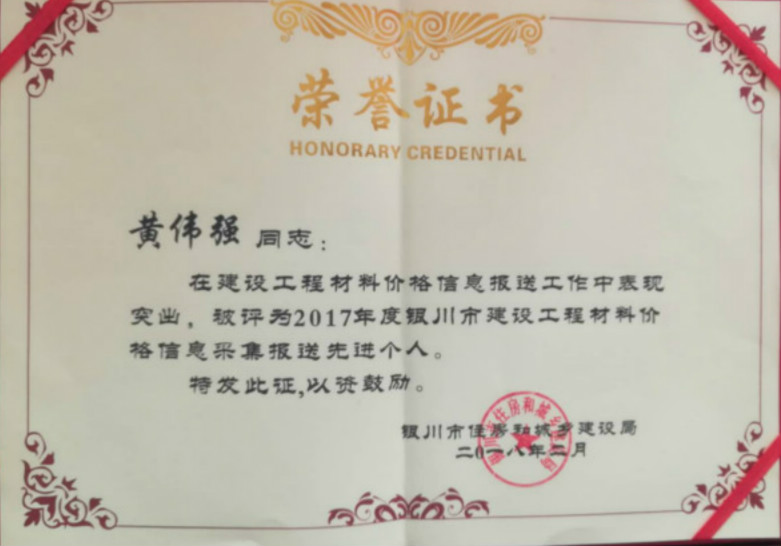 荣誉证书
HONORARY CREDENTIAL
黄伟强 同志：
在建设工程材料价格信息报送工作中表现
突出，被评为2017年度银川市建设工程材料价
格信息采集报送先进个人。
特发此证,以资鼓励。
银川市住房和城乡建设局
二〇一八年二月